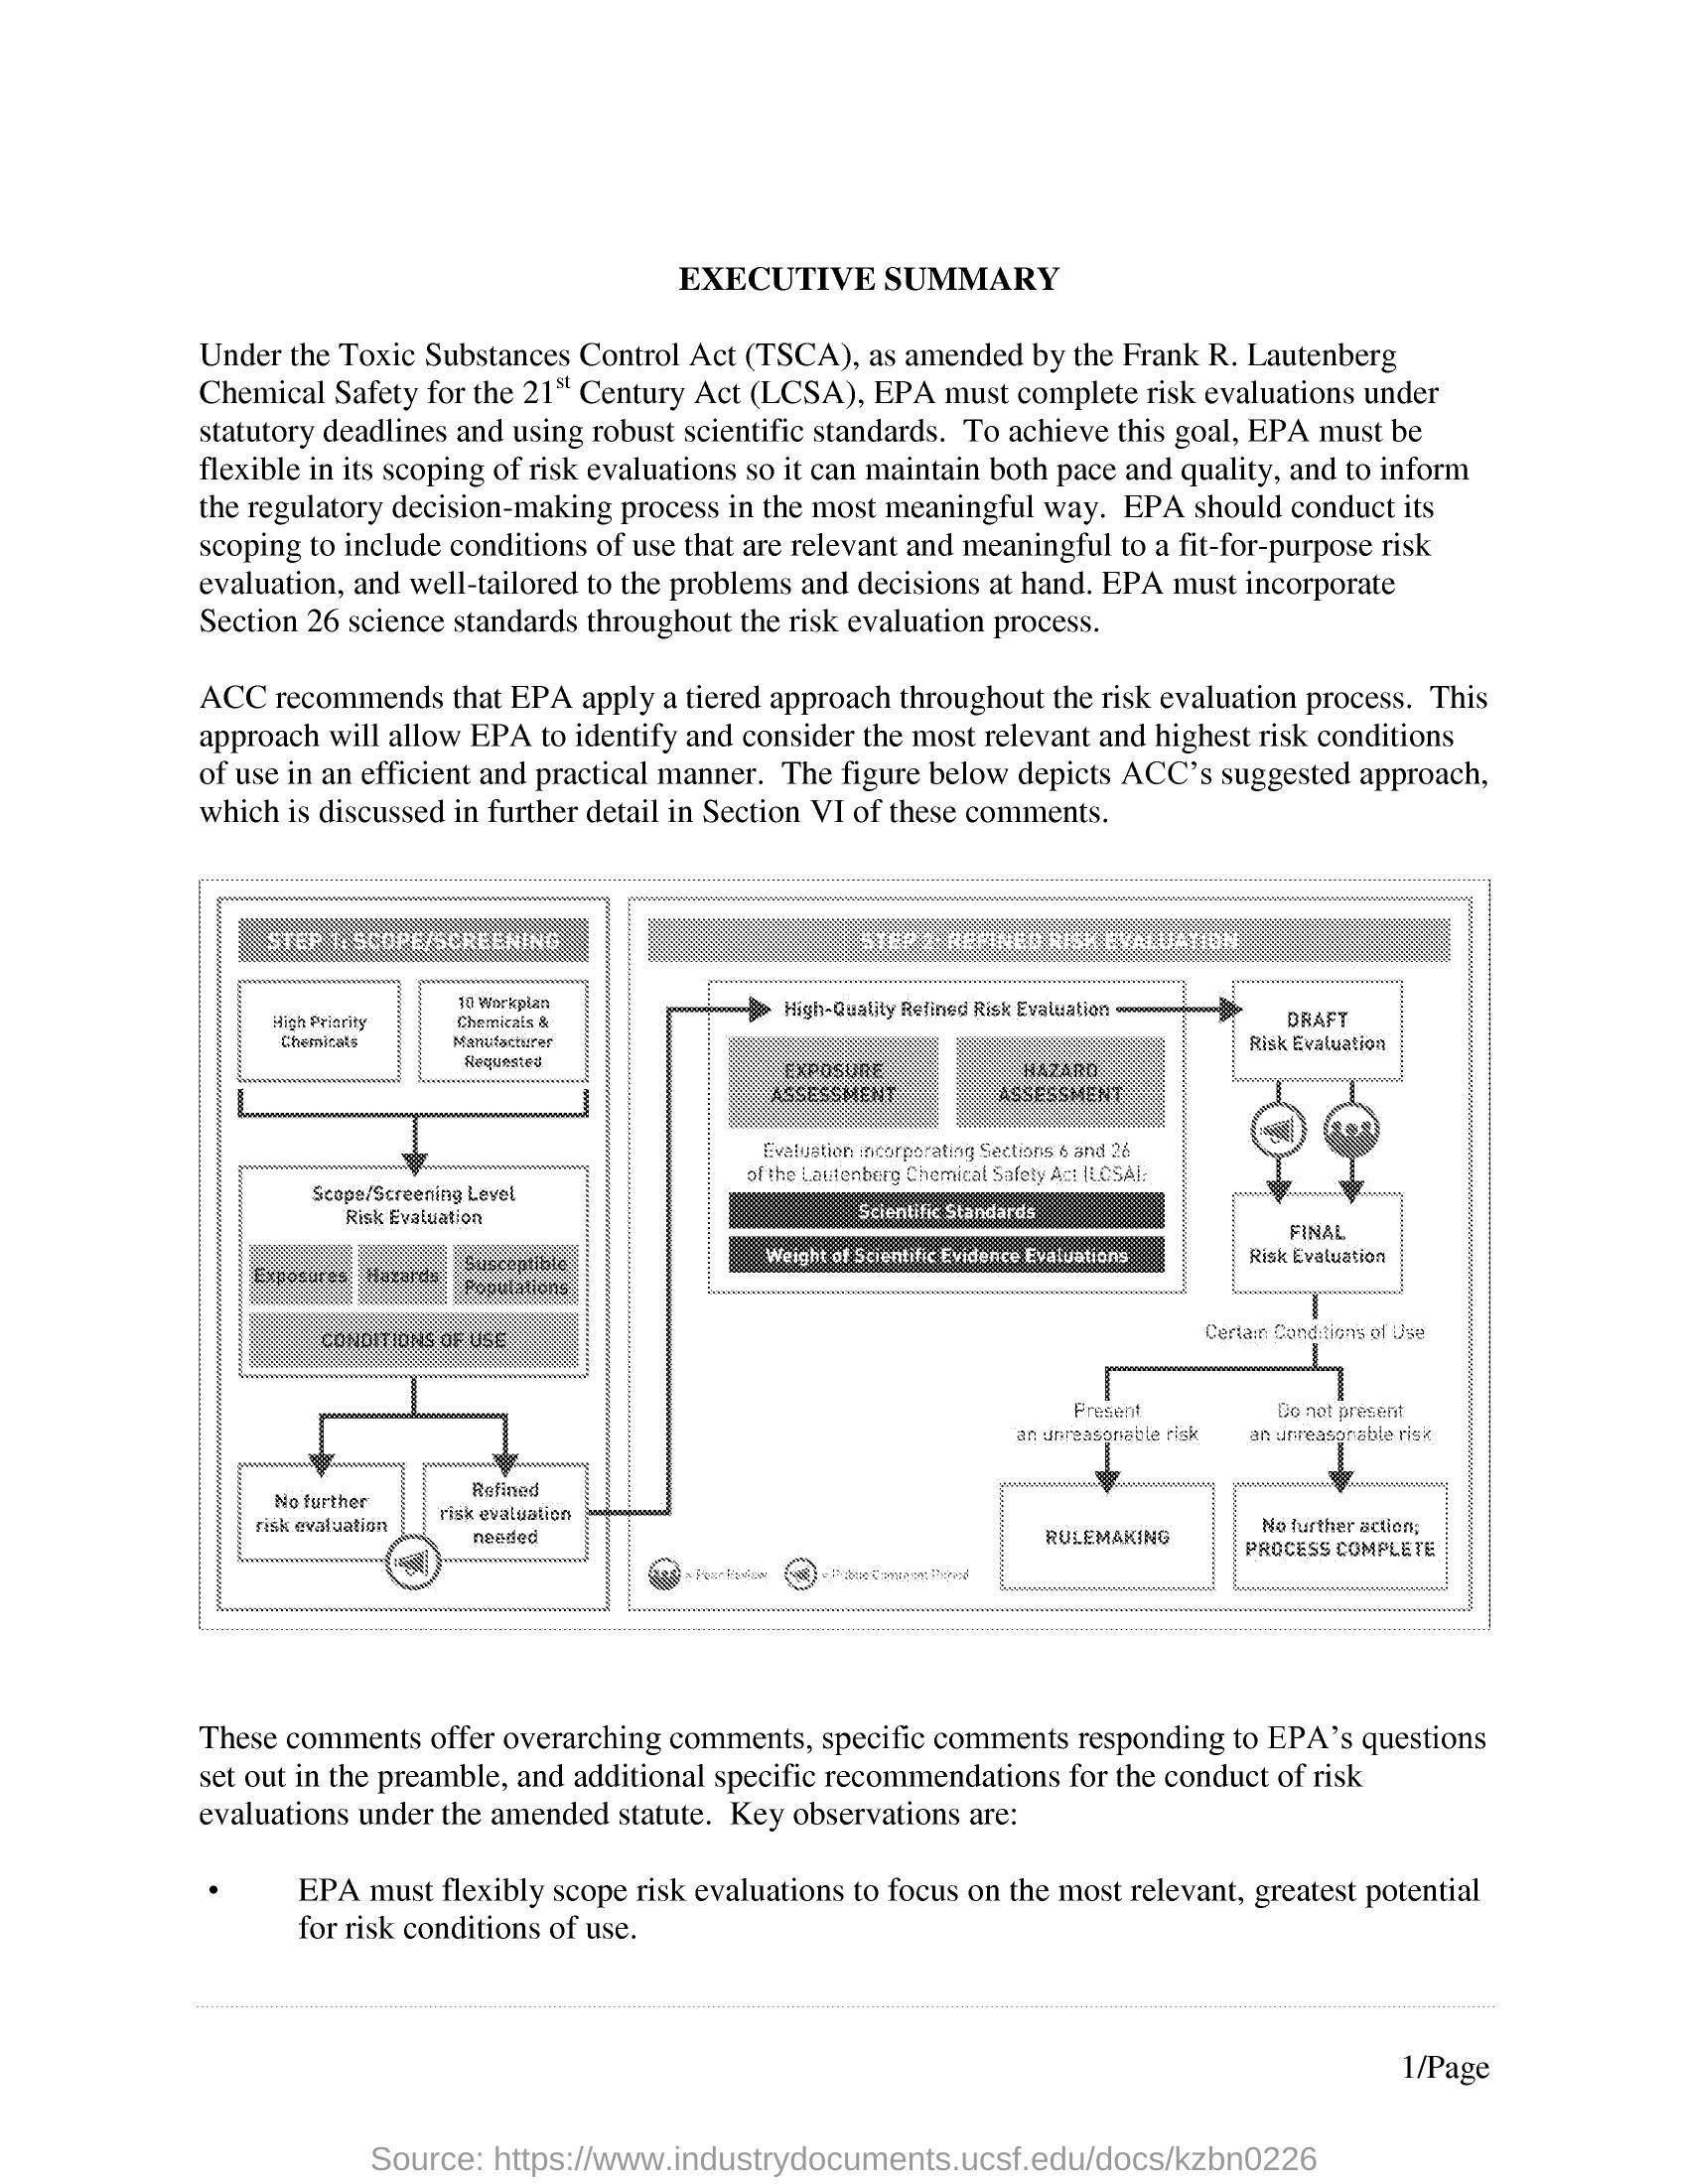 EXECUTIVE SUMMARY
Under the Toxic Substances Control Act (TSCA), as amended by the Frank R. Lautenberg
Chemical Safety for the 21st Century Act (LCSA), EPA must complete risk evaluations under
statutory deadlines and using robust scientific standards.  To achieve this goal, EPA must be
flexible in its scoping of risk evaluations so it can maintain both pace and quality, and to inform
the regulatory decision-making process in the most meaningful way.  EPA should conduct its
scoping to include conditions of use that are relevant and meaningful to a fit-for-purpose risk
evaluation, and well-tailored to the problems and decisions at hand. EPA must incorporate
Section 26 science standards throughout the risk evaluation process.
ACC recommends that EPA apply a tiered approach throughout the risk evaluation process.  This
approach will allow EPA to identify and consider the most relevant and highest risk conditions
of use in an efficient and practical manner.  The figure below depicts ACC's suggested approach,
which is discussed in further detail in Section VI of these comments.
STEP 1: SCOPE/SCREENING
High Priority
Chemicals
10 Workplan
Chemicals &
Manufacturer
Requested
Scope/Screening Level
Risk Evaluation
Exposures
Hazards
Susceptible
Populations
CONDITIONS OF USE
No further
risk evaluation
Refined
risk evaluation
needed
STEP 2: REFINED RISK EVALUATION
High-Quality Refined Risk Evaluation
EXPOSURE
ASSESSMENT
HAZARD
ASSESSMENT
Evaluation incorporating Sections 6 and 26
of the Lautenberg Chemical Safety Act (LCSA):
Scientific Standards
Weight of Scientific Evidence Evaluations
DRAFT
Risk Evaluation
FINAL
Risk Evaluation
Certain Conditions of Use
Present
an unreasonable risk
Do not present
an unreasonable risk
RULEMAKING
No further action;
PROCESS COMPLETE
= Peer Review
= Public Comment Period
These comments offer overarching comments, specific comments responding to EPA's questions
set out in the preamble, and additional specific recommendations for the conduct of risk
evaluations under the amended statute.  Key observations are:
• EPA must flexibly scope risk evaluations to focus on the most relevant, greatest potential
for risk conditions of use.
1/Page
Source: https://www.industrydocuments.ucsf.edu/docs/kzbn0226